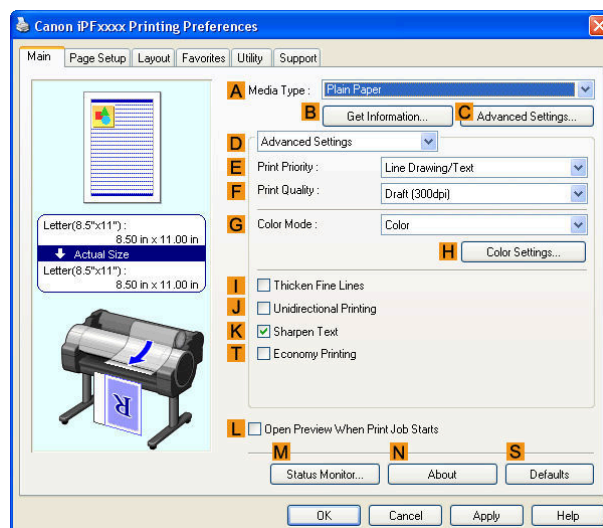 Canon iPFxxxx Printing Preferences
Main Page Setup Layout Favorites Utility Support
A Media Type : Plain Paper
B Get Information... C Advanced Settings...
D Advanced Settings
E Print Priority : Line Drawing/Text
F Print Quality : Draft (300dpi)
G Color Mode : Color
H Color Settings...
Letter(8.5"x11") :
8.50 in x 11.00 in
Actual Size
Letter(8.5"x11") :
8.50 in x 11.00 in
R
I Thicken Fine Lines
J Unidirectional Printing
K Sharpen Text
T Economy Printing
L Open Preview When Print Job Starts
M N S
Status Monitor... About Defaults
OK Cancel Apply Help